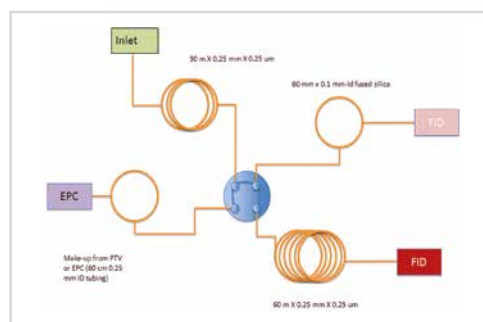 Inlet
30 m X 0.25 mm X 0.25 um
60 mm x 0.1 mm-id fused silica
FID
EPC
Make-up from PTV
or EPC (60 cm 0.25
mm ID tubing)
FID
60 m X 0.25 mm X 0.25 um